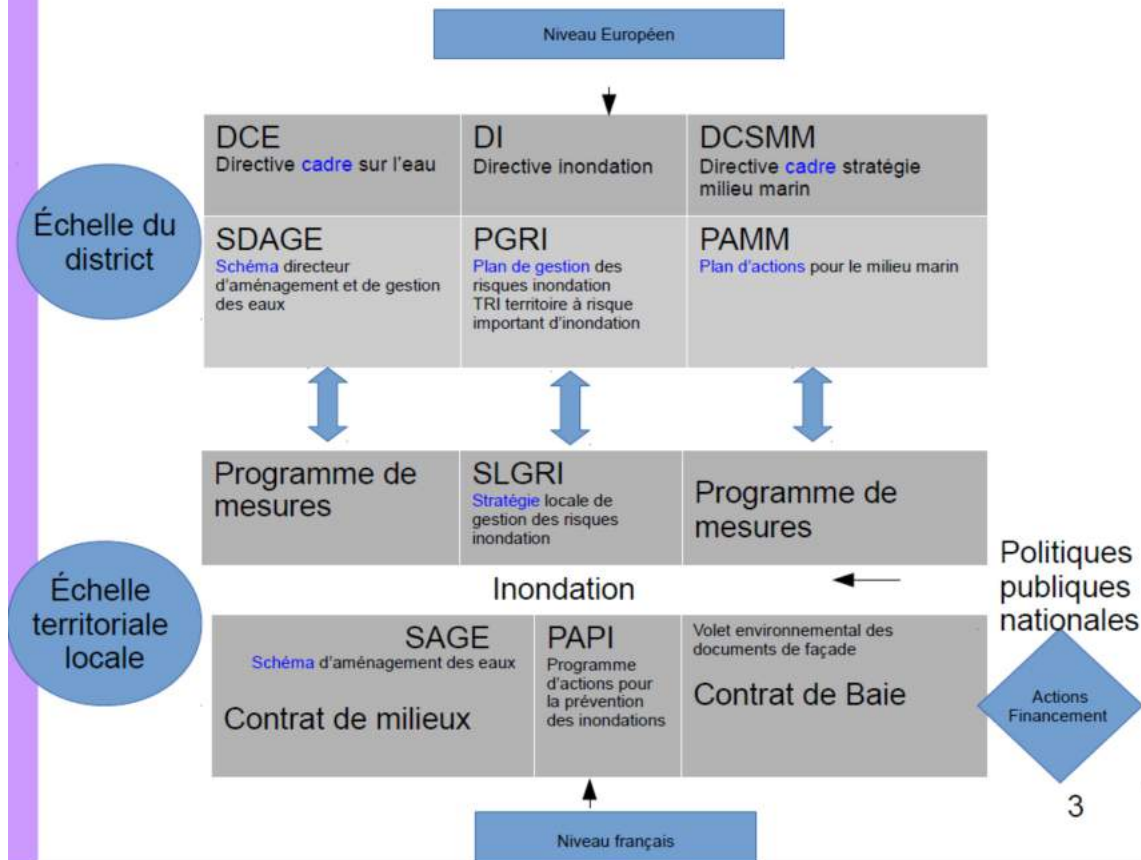 Niveau Européen
DCE
Directive cadre sur l'eau
DI
Directive inondation
DCSMM
Directive cadre stratégie
milieu marin
Échelle du
district
SDAGE
Schéma directeur
d'aménagement et de gestion
des eaux
PGRI
Plan de gestion des
risques inondation
TRI territoire à risque
important d'inondation
PAMM
Plan d'actions pour le milieu marin
Programme de
mesures
SLGRI
Stratégie locale de
gestion des risques
inondation
Programme de
mesures
Échelle
territoriale
locale
Inondation
Politiques
publiques
nationales
SAGE
Schéma d'aménagement des eaux
Contrat de milieux
PAPI
Programme
d'actions pour
la prévention
des inondations
Volet environnemental des
documents de façade
Contrat de Baie
Actions
Financement
3
Niveau français